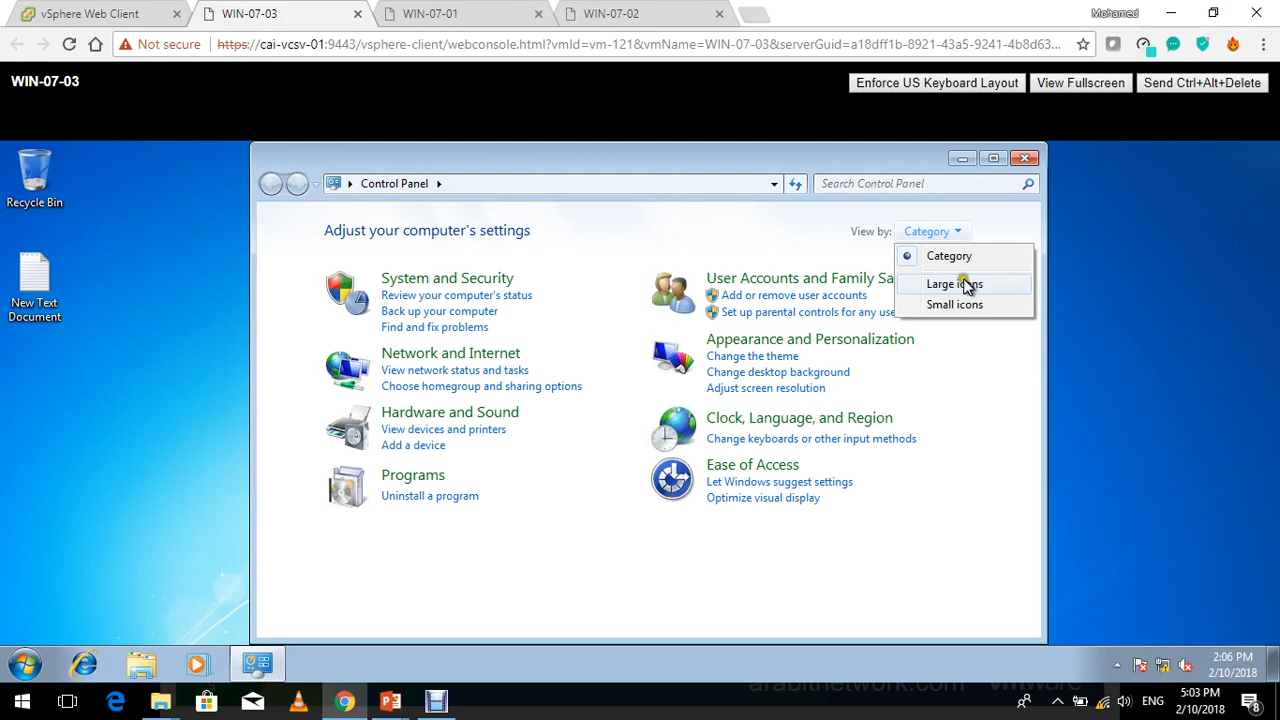 vSphere Web Client
WIN-07-03
WIN-07-01
WIN-07-02
Mohamed
Not secure
https://cai-vcsv-01:9443/vsphere-client/webconsole.html?vmId=vm-121&vmName=WIN-07-03&serverGuid=a18dff1b-8921-43a5-9241-4b8d63...
WIN-07-03
Enforce US Keyboard Layout
View Fullscreen
Send Ctrl+Alt+Delete
Recycle Bin
New Text
Document
Control Panel
Search Control Panel
Adjust your computer's settings
View by:
Category
Category
Large icons
Small icons
System and Security
Review your computer's status
Back up your computer
Find and fix problems
Network and Internet
View network status and tasks
Choose homegroup and sharing options
Hardware and Sound
View devices and printers
Add a device
Programs
Uninstall a program
User Accounts and Family Sa
Add or remove user accounts
Set up parental controls for any use
Appearance and Personalization
Change the theme
Change desktop background
Adjust screen resolution
Clock, Language, and Region
Change keyboards or other input methods
Ease of Access
Let Windows suggest settings
Optimize visual display
2:06 PM
2/10/2018
arabitnetwork.com
vmware
ENG
5:03 PM
2/10/2018
8